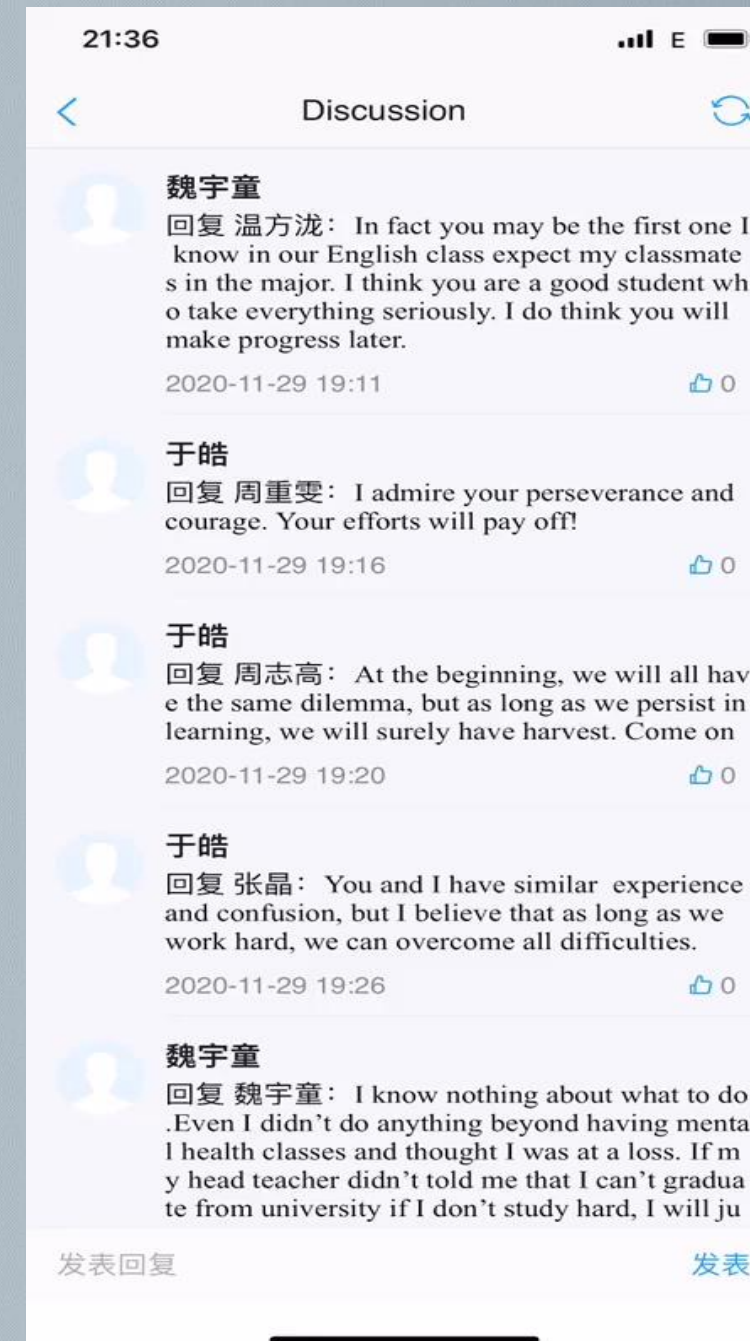 21:36
E
Discussion
魏宇童
回复 温方泷： In fact you may be the first one I
know in our English class expect my classmate
s in the major. I think you are a good student wh
o take everything seriously. I do think you will
make progress later.
2020-11-29 19:11
0
于皓
回复 周重雯： I admire your perseverance and
courage. Your efforts will pay off!
2020-11-29 19:16
0
于皓
回复 周志高： At the beginning, we will all hav
e the same dilemma, but as long as we persist in
learning, we will surely have harvest. Come on
2020-11-29 19:20
0
于皓
回复 张晶： You and I have similar experience
and confusion, but I believe that as long as we
work hard, we can overcome all difficulties.
2020-11-29 19:26
0
魏宇童
回复 魏宇童： I know nothing about what to do
.Even I didn’t do anything beyond having menta
l health classes and thought I was at a loss. If m
y head teacher didn’t told me that I can’t gradua
te from university if I don’t study hard, I will ju
发表回复
发表